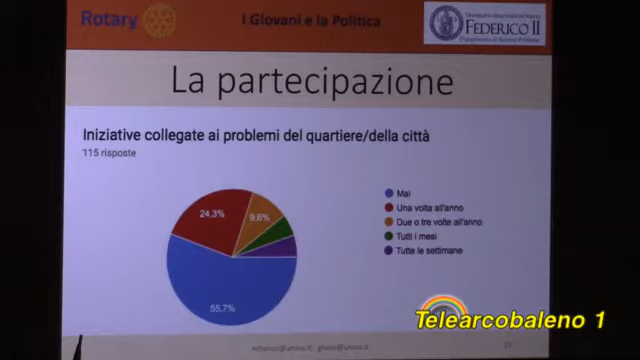 Rotary
I Giovani e la Politica
FEDERICO II
La partecipazione
Iniziative collegate ai problemi del quartiere/della città
115 risposte
24,3%
9,6%
55,7%
Mai
Una volta all'anno
Due o tre volte all'anno
Tutti i mesi
Tutte le settimane
Telearcobaleno 1